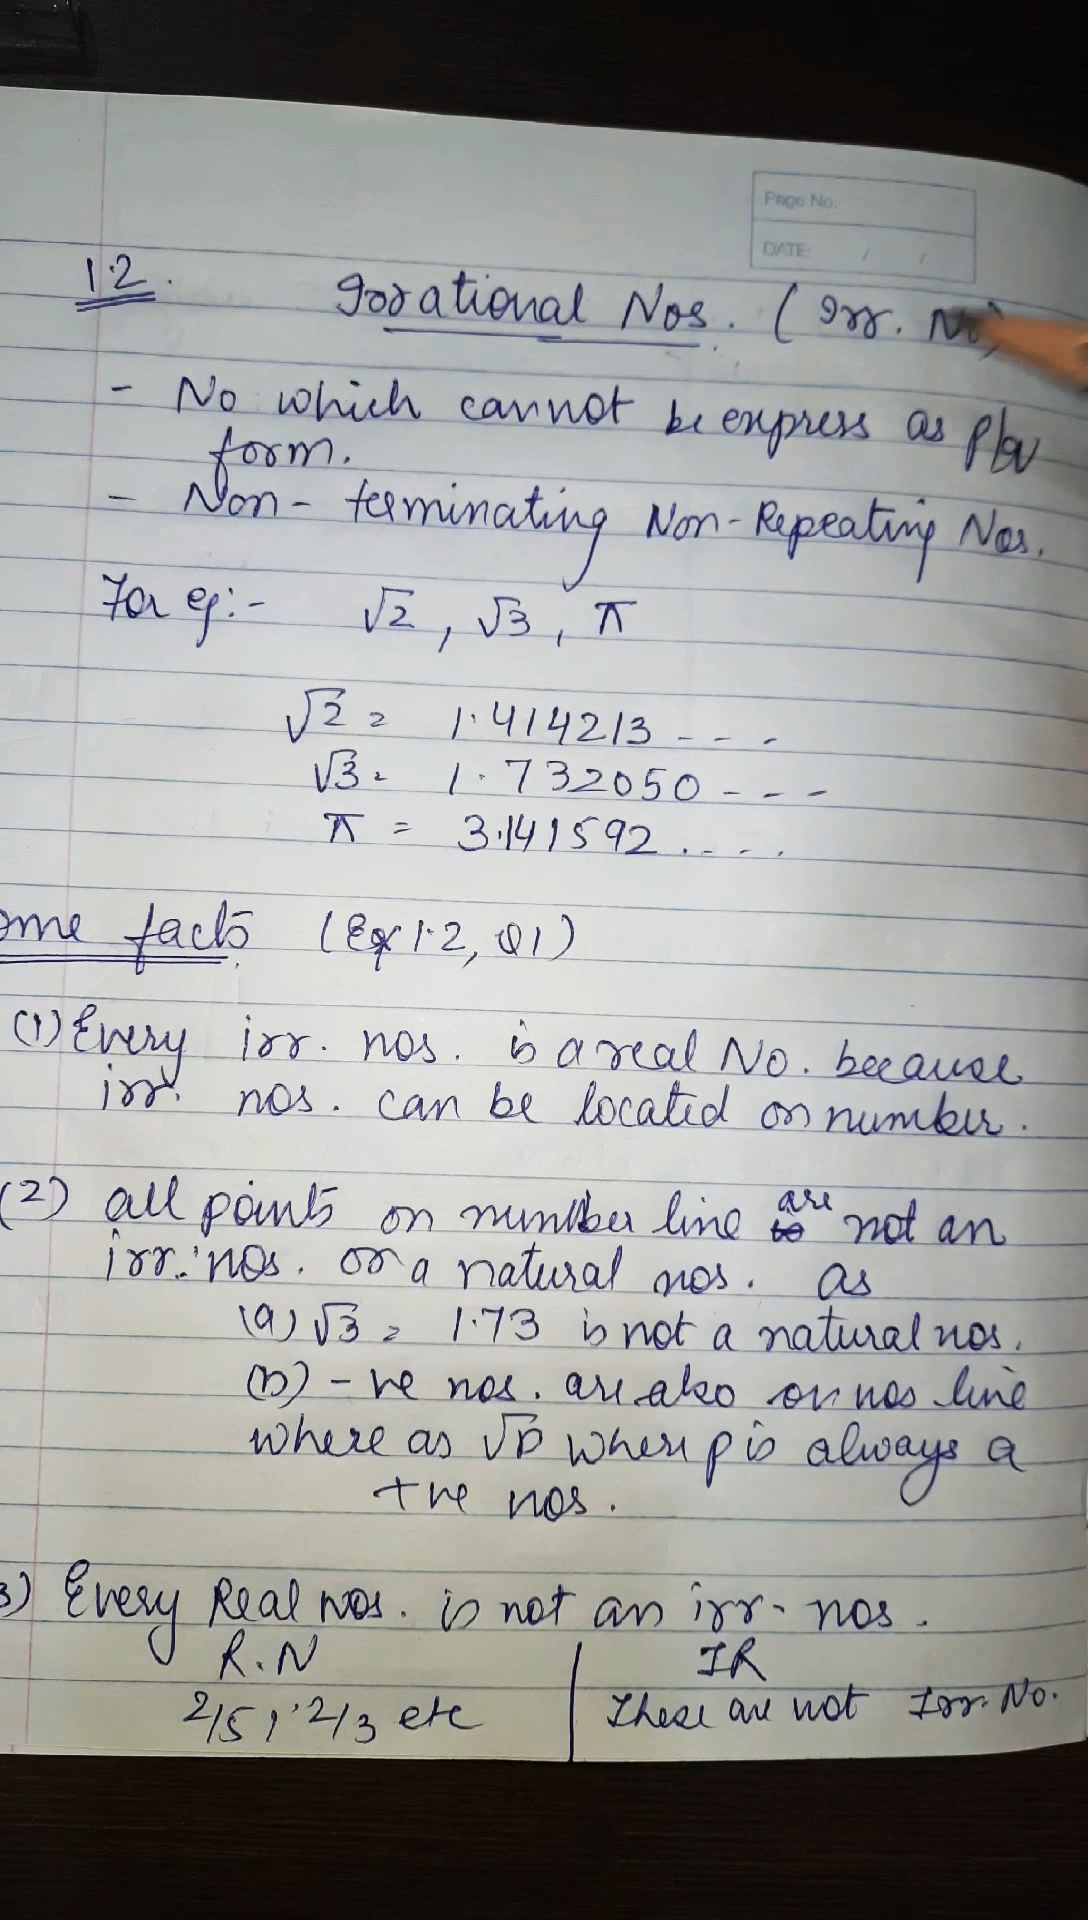 Page No.
DATE / /
1.2. Irrational Nos. (Irr. No)
- No which cannot be express as p/q
form.
- Non-terminating Non-Repeating Nos.
For eg:- √2, √3, π
√2 = 1.414213 - - -
√3 = 1.732050 - - -
π = 3.141592 ....
ome facts (Ex 1.2, Q1)
(1) Every irr. nos. is a real No. because
irr. nos. can be located on number.
(2) all points on number line are not an
irr. nos. or a natural nos. as
(a) √3 = 1.73 is not a natural nos.
(b) -ve nos. are also on nos line
where as √p where p is always a
+ve nos.
3) Every Real nos. is not an irr- nos.
R.N | IR
2/5, 2/3 etc | These are not Irr. No.